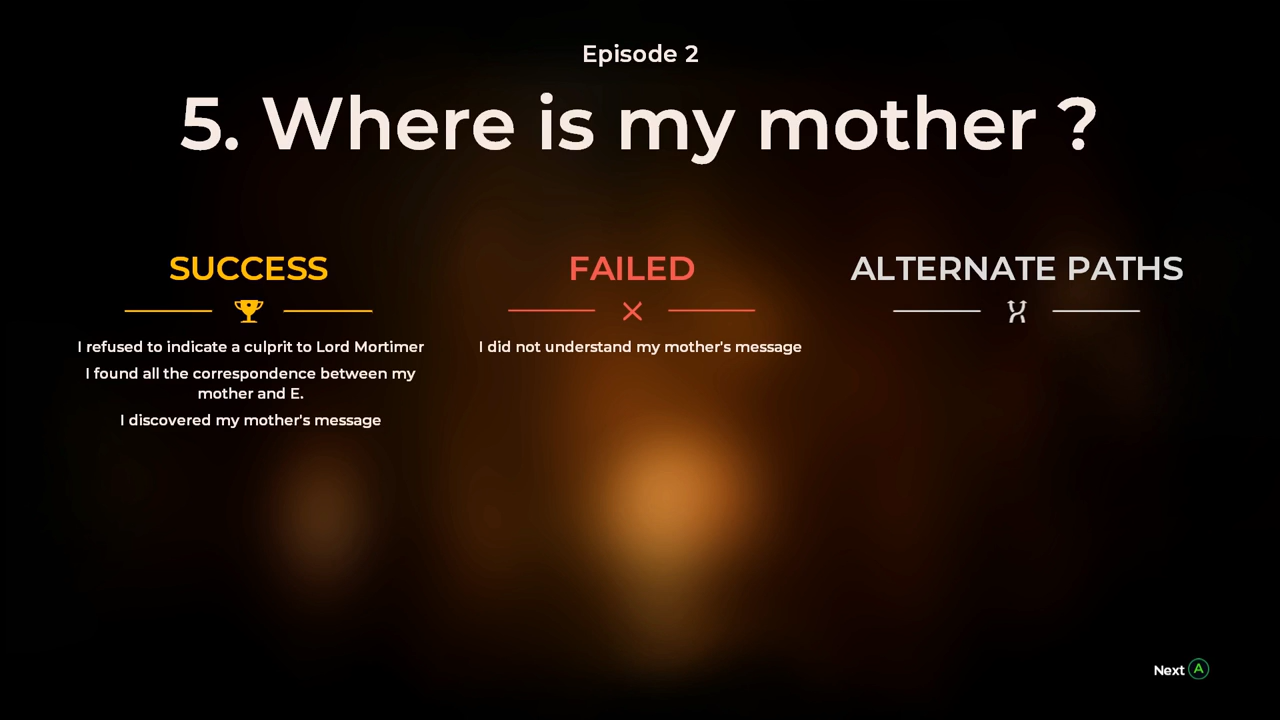 Episode 2
5. Where is my mother ?
SUCCESS
I refused to indicate a culprit to Lord Mortimer
I found all the correspondence between my
mother and E.
I discovered my mother's message
FAILED
I did not understand my mother's message
ALTERNATE PATHS
Next A